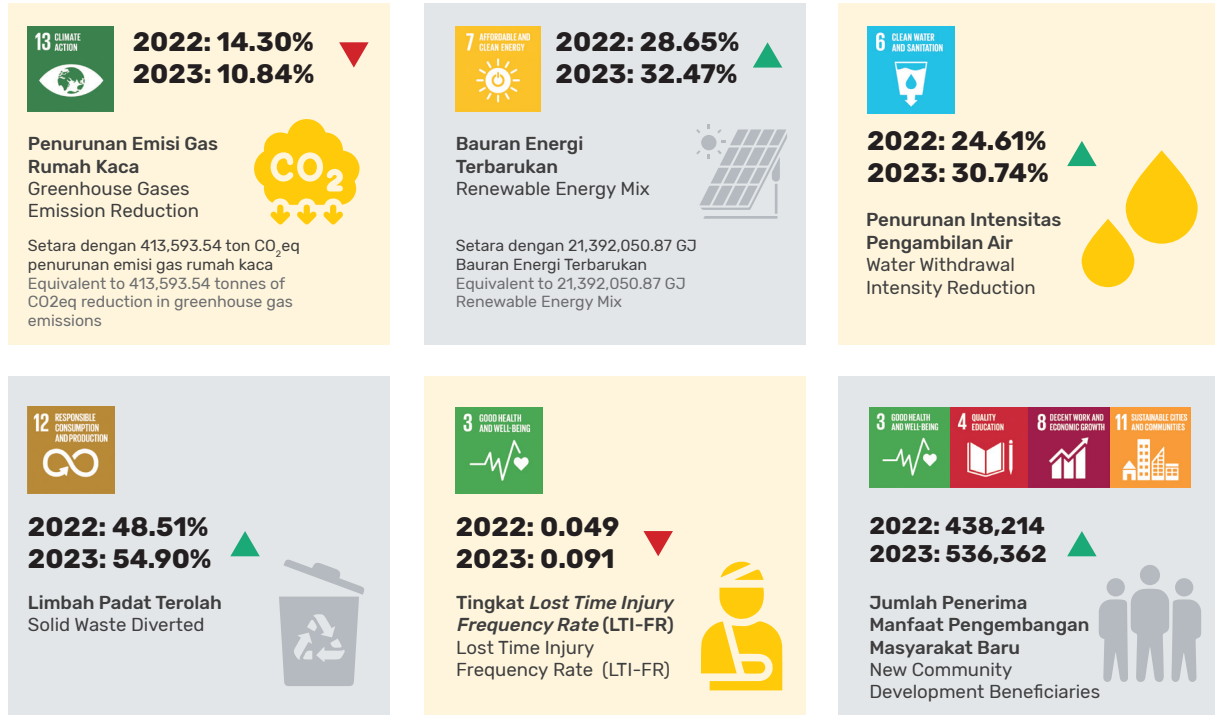 13 CLIMATE
ACTION
2022: 14.30%
2023: 10.84%
Penurunan Emisi Gas
Rumah Kaca
Greenhouse Gases
Emission Reduction
CO2
Setara dengan 413,593.54 ton CO2eq
penurunan emisi gas rumah kaca
Equivalent to 413,593.54 tonnes of
CO2eq reduction in greenhouse gas
emissions
7 AFFORDABLE AND
CLEAN ENERGY
2022: 28.65%
2023: 32.47%
Bauran Energi
Terbarukan
Renewable Energy Mix
Setara dengan 21,392,050.87 GJ
Bauran Energi Terbarukan
Equivalent to 21,392,050.87 GJ
Renewable Energy Mix
6 CLEAN WATER
AND SANITATION
2022: 24.61%
2023: 30.74%
Penurunan Intensitas
Pengambilan Air
Water Withdrawal
Intensity Reduction
12 RESPONSIBLE
CONSUMPTION
AND PRODUCTION
2022: 48.51%
2023: 54.90%
Limbah Padat Terolah
Solid Waste Diverted
3 GOOD HEALTH
AND WELL-BEING
2022: 0.049
2023: 0.091
Tingkat Lost Time Injury
Frequency Rate (LTI-FR)
Lost Time Injury
Frequency Rate (LTI-FR)
3 GOOD HEALTH
AND WELL-BEING
4 QUALITY
EDUCATION
8 DECENT WORK AND
ECONOMIC GROWTH
11 SUSTAINABLE CITIES
AND COMMUNITIES
2022: 438,214
2023: 536,362
Jumlah Penerima
Manfaat Pengembangan
Masyarakat Baru
New Community
Development Beneficiaries